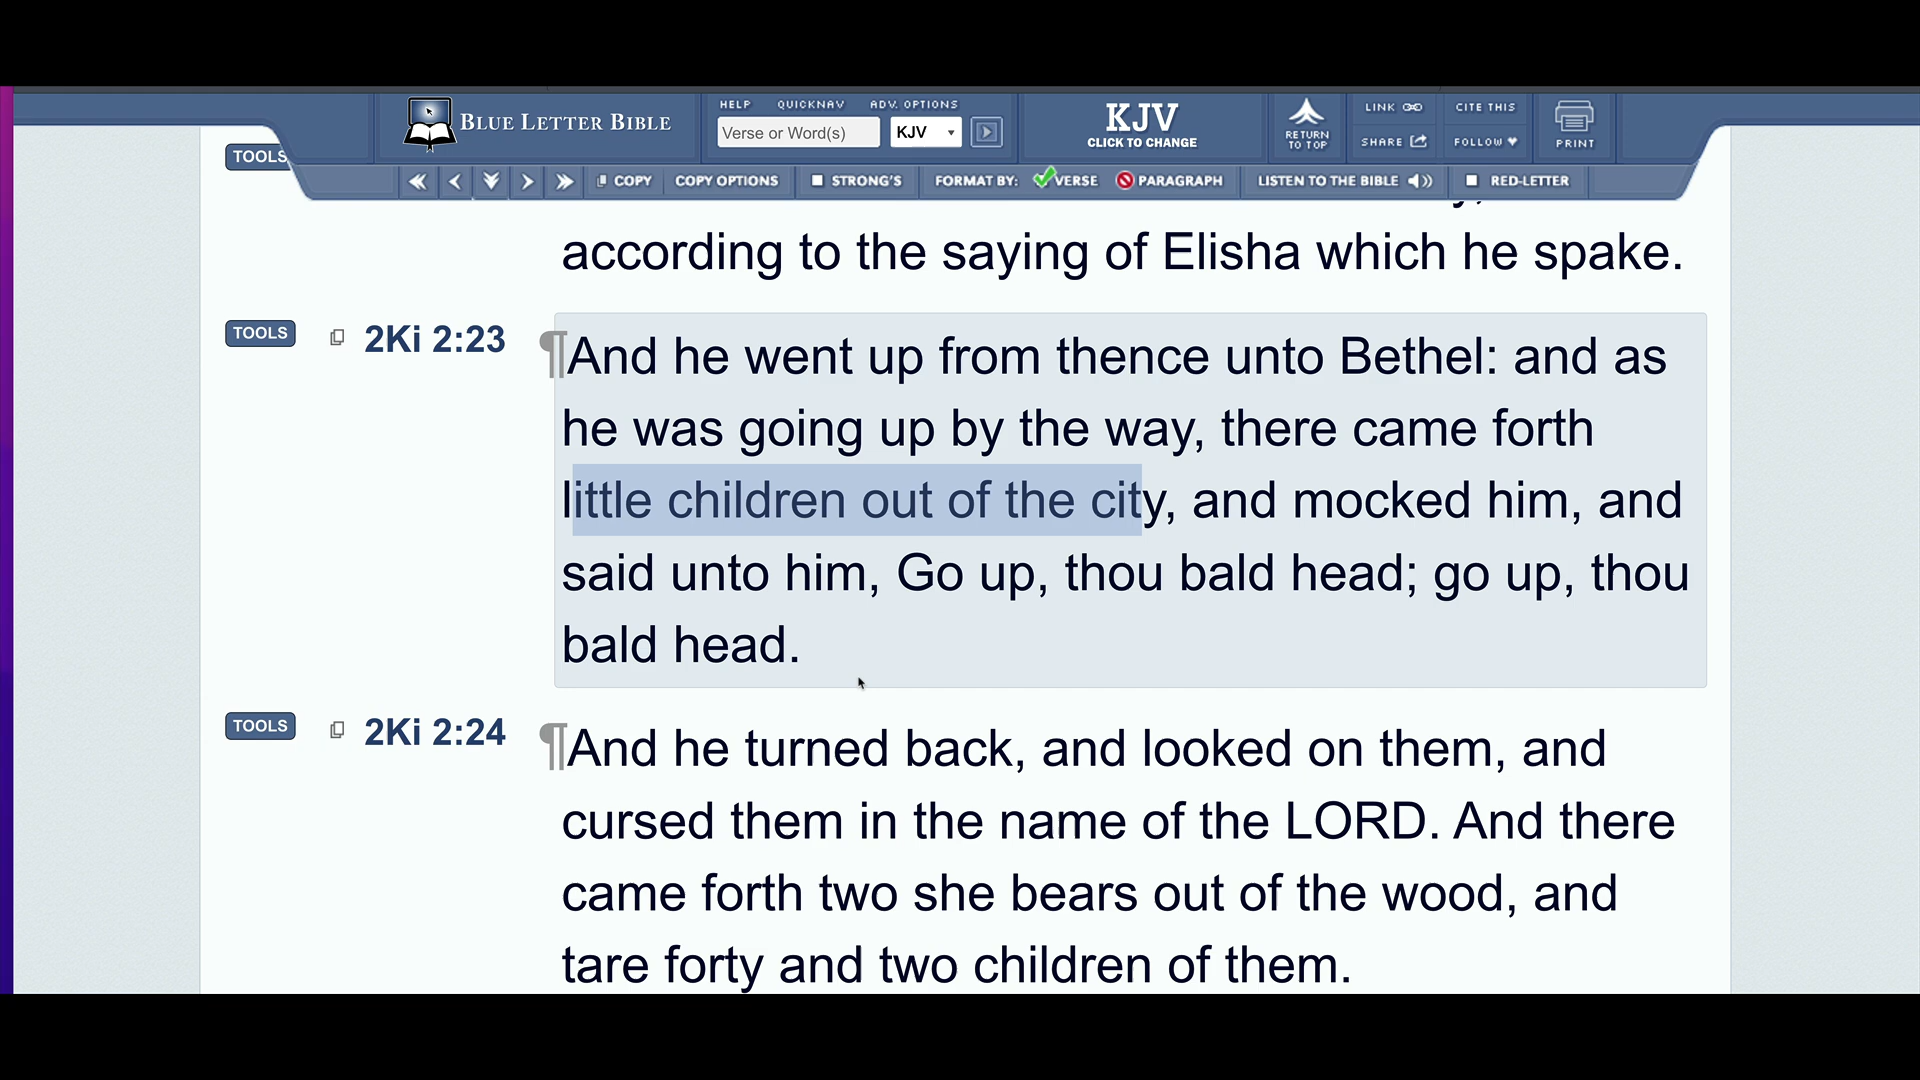 HELP QUICKNAV ADV. OPTIONS
BLUE LETTER BIBLE
Verse or Word(s)
KJV
KJV
CLICK TO CHANGE
RETURN
TO TOP
LINK
SHARE
CITE THIS
FOLLOW
PRINT
TOOLS
COPY COPY OPTIONS STRONG'S FORMAT BY: VERSE PARAGRAPH LISTEN TO THE BIBLE RED-LETTER
according to the saying of Elisha which he spake.
TOOLS 2Ki 2:23 ¶And he went up from thence unto Bethel: and as
he was going up by the way, there came forth
little children out of the city, and mocked him, and
said unto him, Go up, thou bald head; go up, thou
bald head.
TOOLS 2Ki 2:24 ¶And he turned back, and looked on them, and
cursed them in the name of the LORD. And there
came forth two she bears out of the wood, and
tare forty and two children of them.